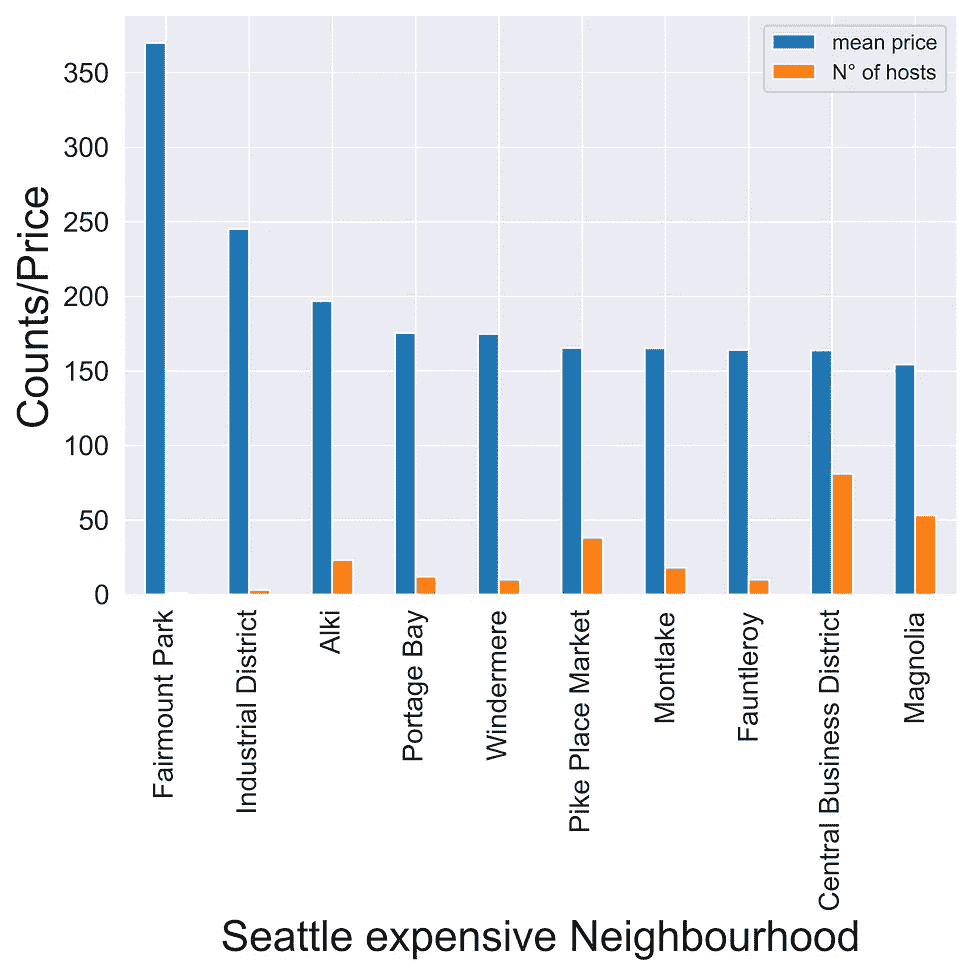 mean price
N° of hosts
Counts/Price
350
300
250
200
150
100
50
0
Fairmount Park
Industrial District
Alki
Portage Bay
Windermere
Pike Place Market
Montlake
Fauntleroy
Central Business District
Magnolia
Seattle expensive Neighbourhood